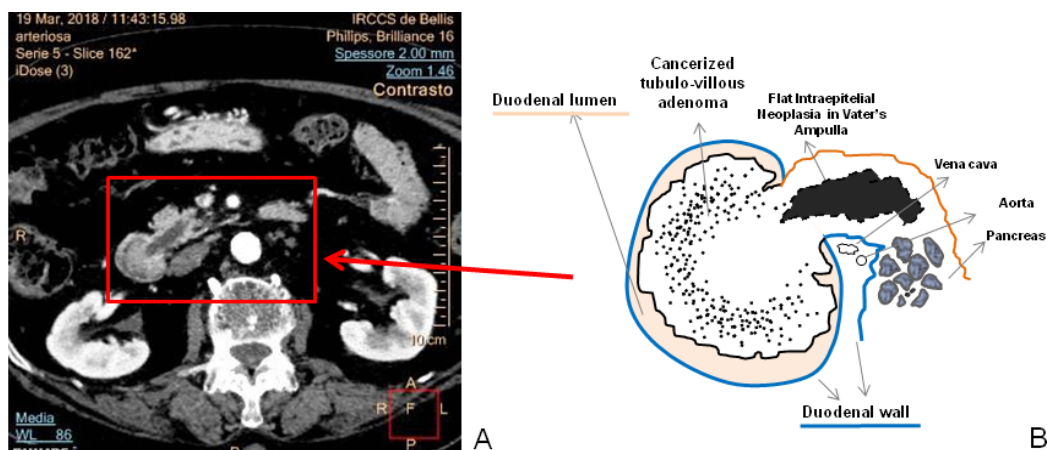 19 Mar, 2018 / 11:43:15.98
arteriosa
Serie 5 - Slice 162*
iDose (3)
IRCCS de Bellis
Philips, Brilliance 16
Spessore 2.00 mm
Zoom 1.46
Contrasto
R
10 cm
A
R F L
P
Media
WL 86
A
Cancerized
tubulo-villous
adenoma
Duodenal lumen
Flat Intraepitelial
Neoplasia in Vater's
Ampulla
Vena cava
Aorta
Pancreas
Duodenal wall
B